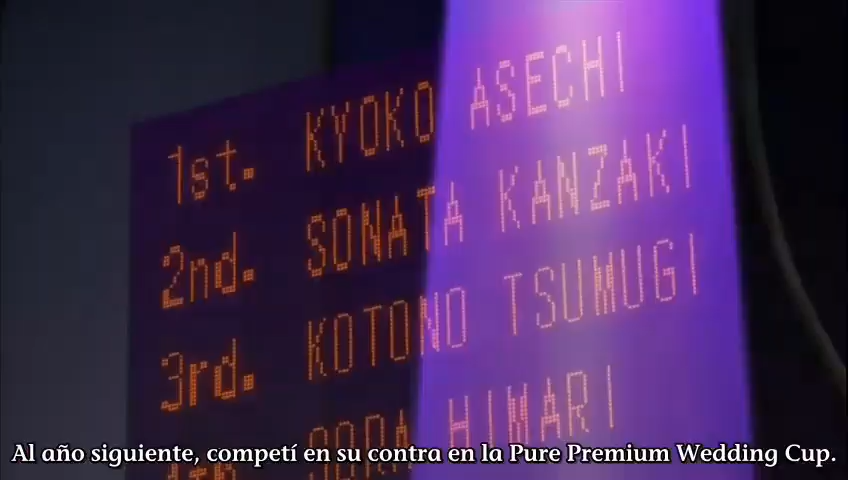 1st. KYOKO ASECHI
2nd. SONATA KANZAKI
3rd. KOTONO TSUMUGI
SORA HIMARI
Al año siguiente, competí en su contra en la Pure Premium Wedding Cup.